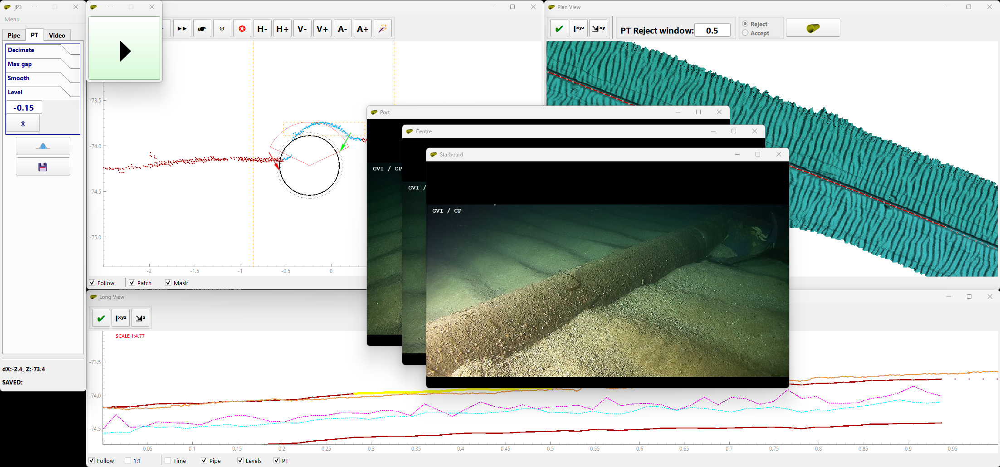 jP3
Menu
Pipe PT Video
Decimate
Max gap
Smooth
Level
-0.15
dX:-2.4, Z:-73.4
SAVED:
H- H+ V- V+ A- A+
-73.5
-74.0
-74.5
-75.0
-2 -1.5 -1 -0.5 0
Follow Patch Mask
Plan View
xyz xy PT Reject window: 0.5
Reject
Accept
Port
GVI / CP
Centre
GVI /
Starboard
GVI / CP
Long View
xyz z
SCALE 1:4.77
-73.5
-74.0
-74.5
0.05 0.1 0.15 0.2 0.25 0.3 0.35 0.4 0.45 0.5 0.55 0.6 0.65 0.7 0.75 0.8 0.85 0.9 0.95
Follow 1:1 Time Pipe Levels PT